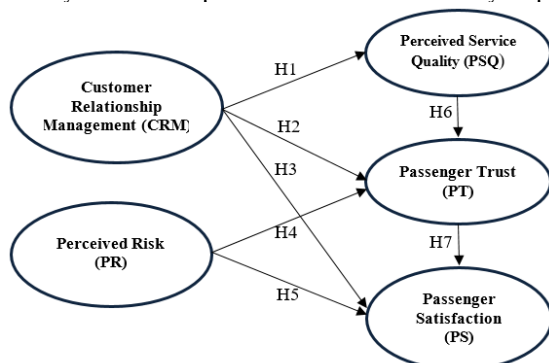 Perceived Service
Quality (PSQ)
H1
Customer
Relationship
Management (CRM)
H6
H2
H3
Passenger Trust
(PT)
H4
Perceived Risk
(PR)
H7
H5
Passenger
Satisfaction
(PS)